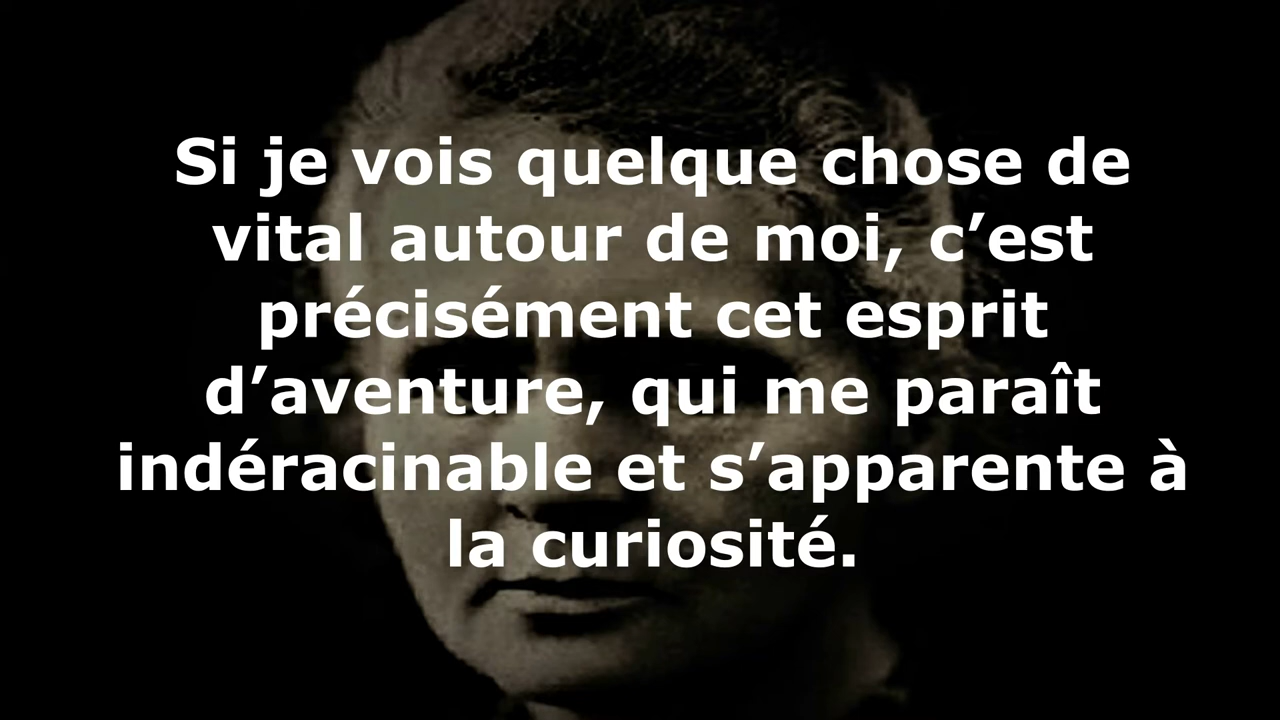 Si je vois quelque chose de
vital autour de moi, c’est
précisément cet esprit
d’aventure, qui me paraît
indéracinable et s’apparente à
la curiosité.